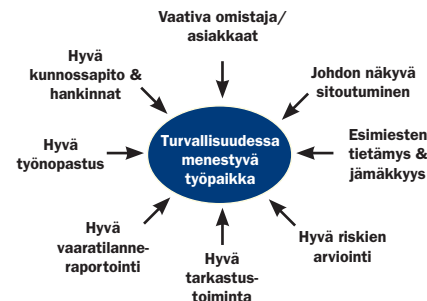 Vaativa omistaja/
asiakkaat
Hyvä
kunnossapito &
hankinnat
Johdon näkyvä
sitoutuminen
Hyvä
työnopastus
Turvallisuudessa
menestyvä
työpaikka
Esimiesten
tietämys &
jämäkkyys
Hyvä
vaaratilanne-
raportointi
Hyvä
tarkastus-
toiminta
Hyvä riskien
arviointi